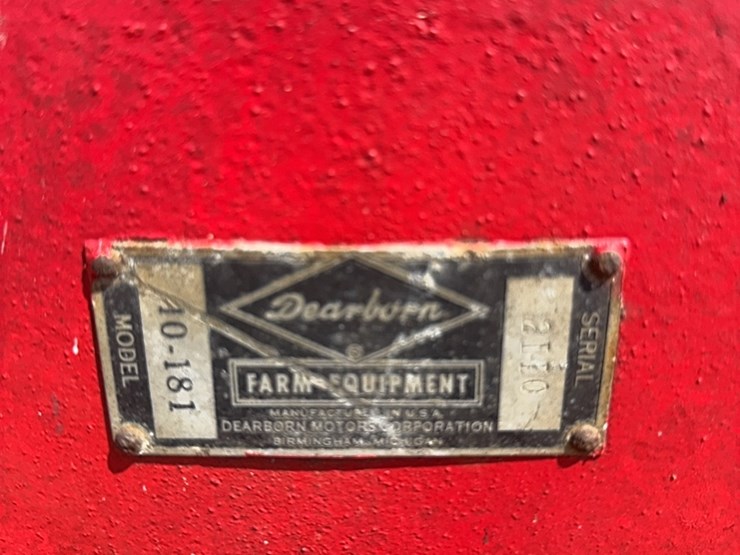 MODEL
10-181
Dearborn
FARM EQUIPMENT
MANUFACTURED IN U.S.A.
DEARBORN MOTORS CORPORATION
BIRMINGHAM, MICHIGAN
SERIAL